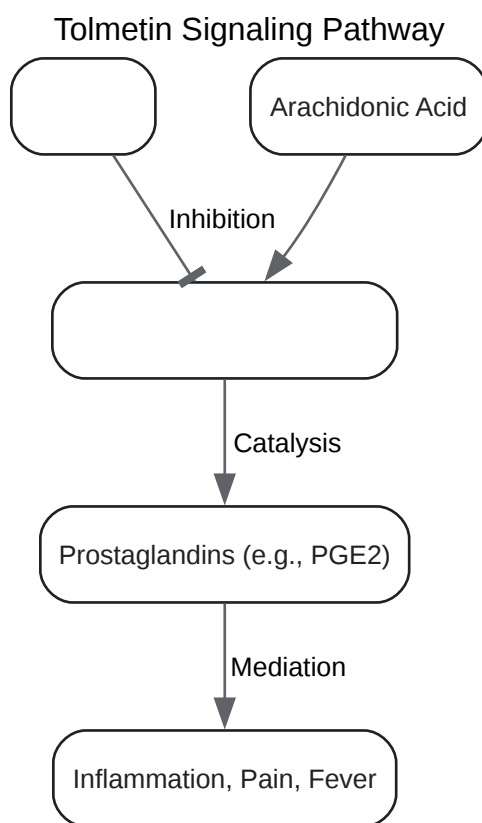 Tolmetin Signaling Pathway
Arachidonic Acid
Inhibition
Catalysis
Prostaglandins (e.g., PGE2)
Mediation
Inflammation, Pain, Fever